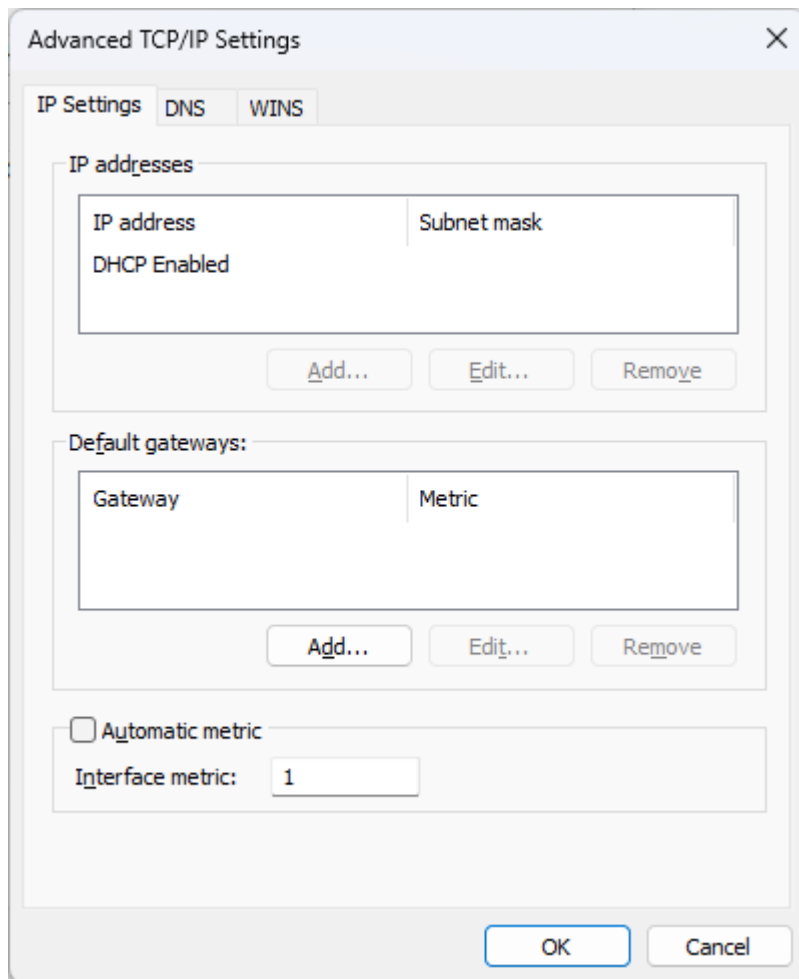 Advanced TCP/IP Settings
IP Settings DNS WINS
IP addresses
IP address Subnet mask
DHCP Enabled
Add... Edit... Remove
Default gateways:
Gateway Metric
Add... Edit... Remove
Automatic metric
Interface metric: 1
OK Cancel